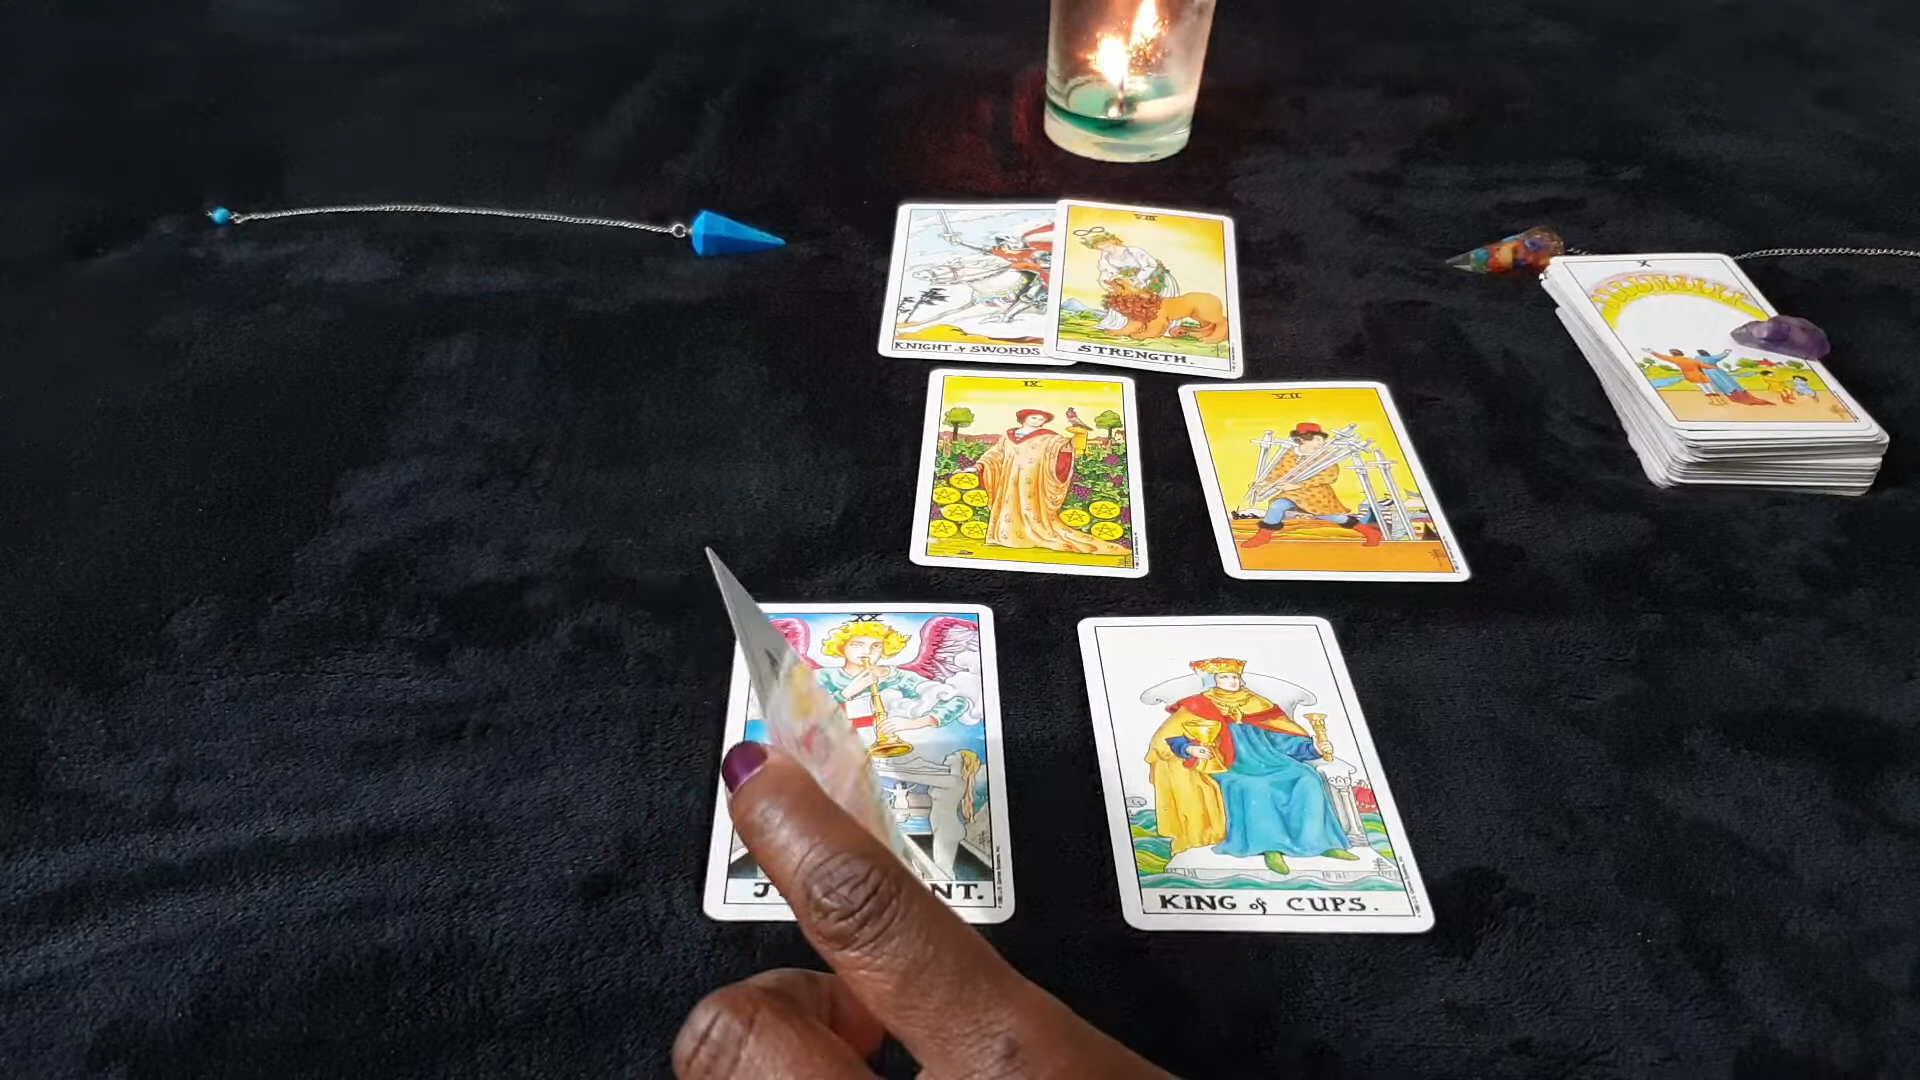 VIII
KNIGHT of SWORDS
STRENGTH.
X
IX
VII
XX
J
NT.
KING of CUPS.